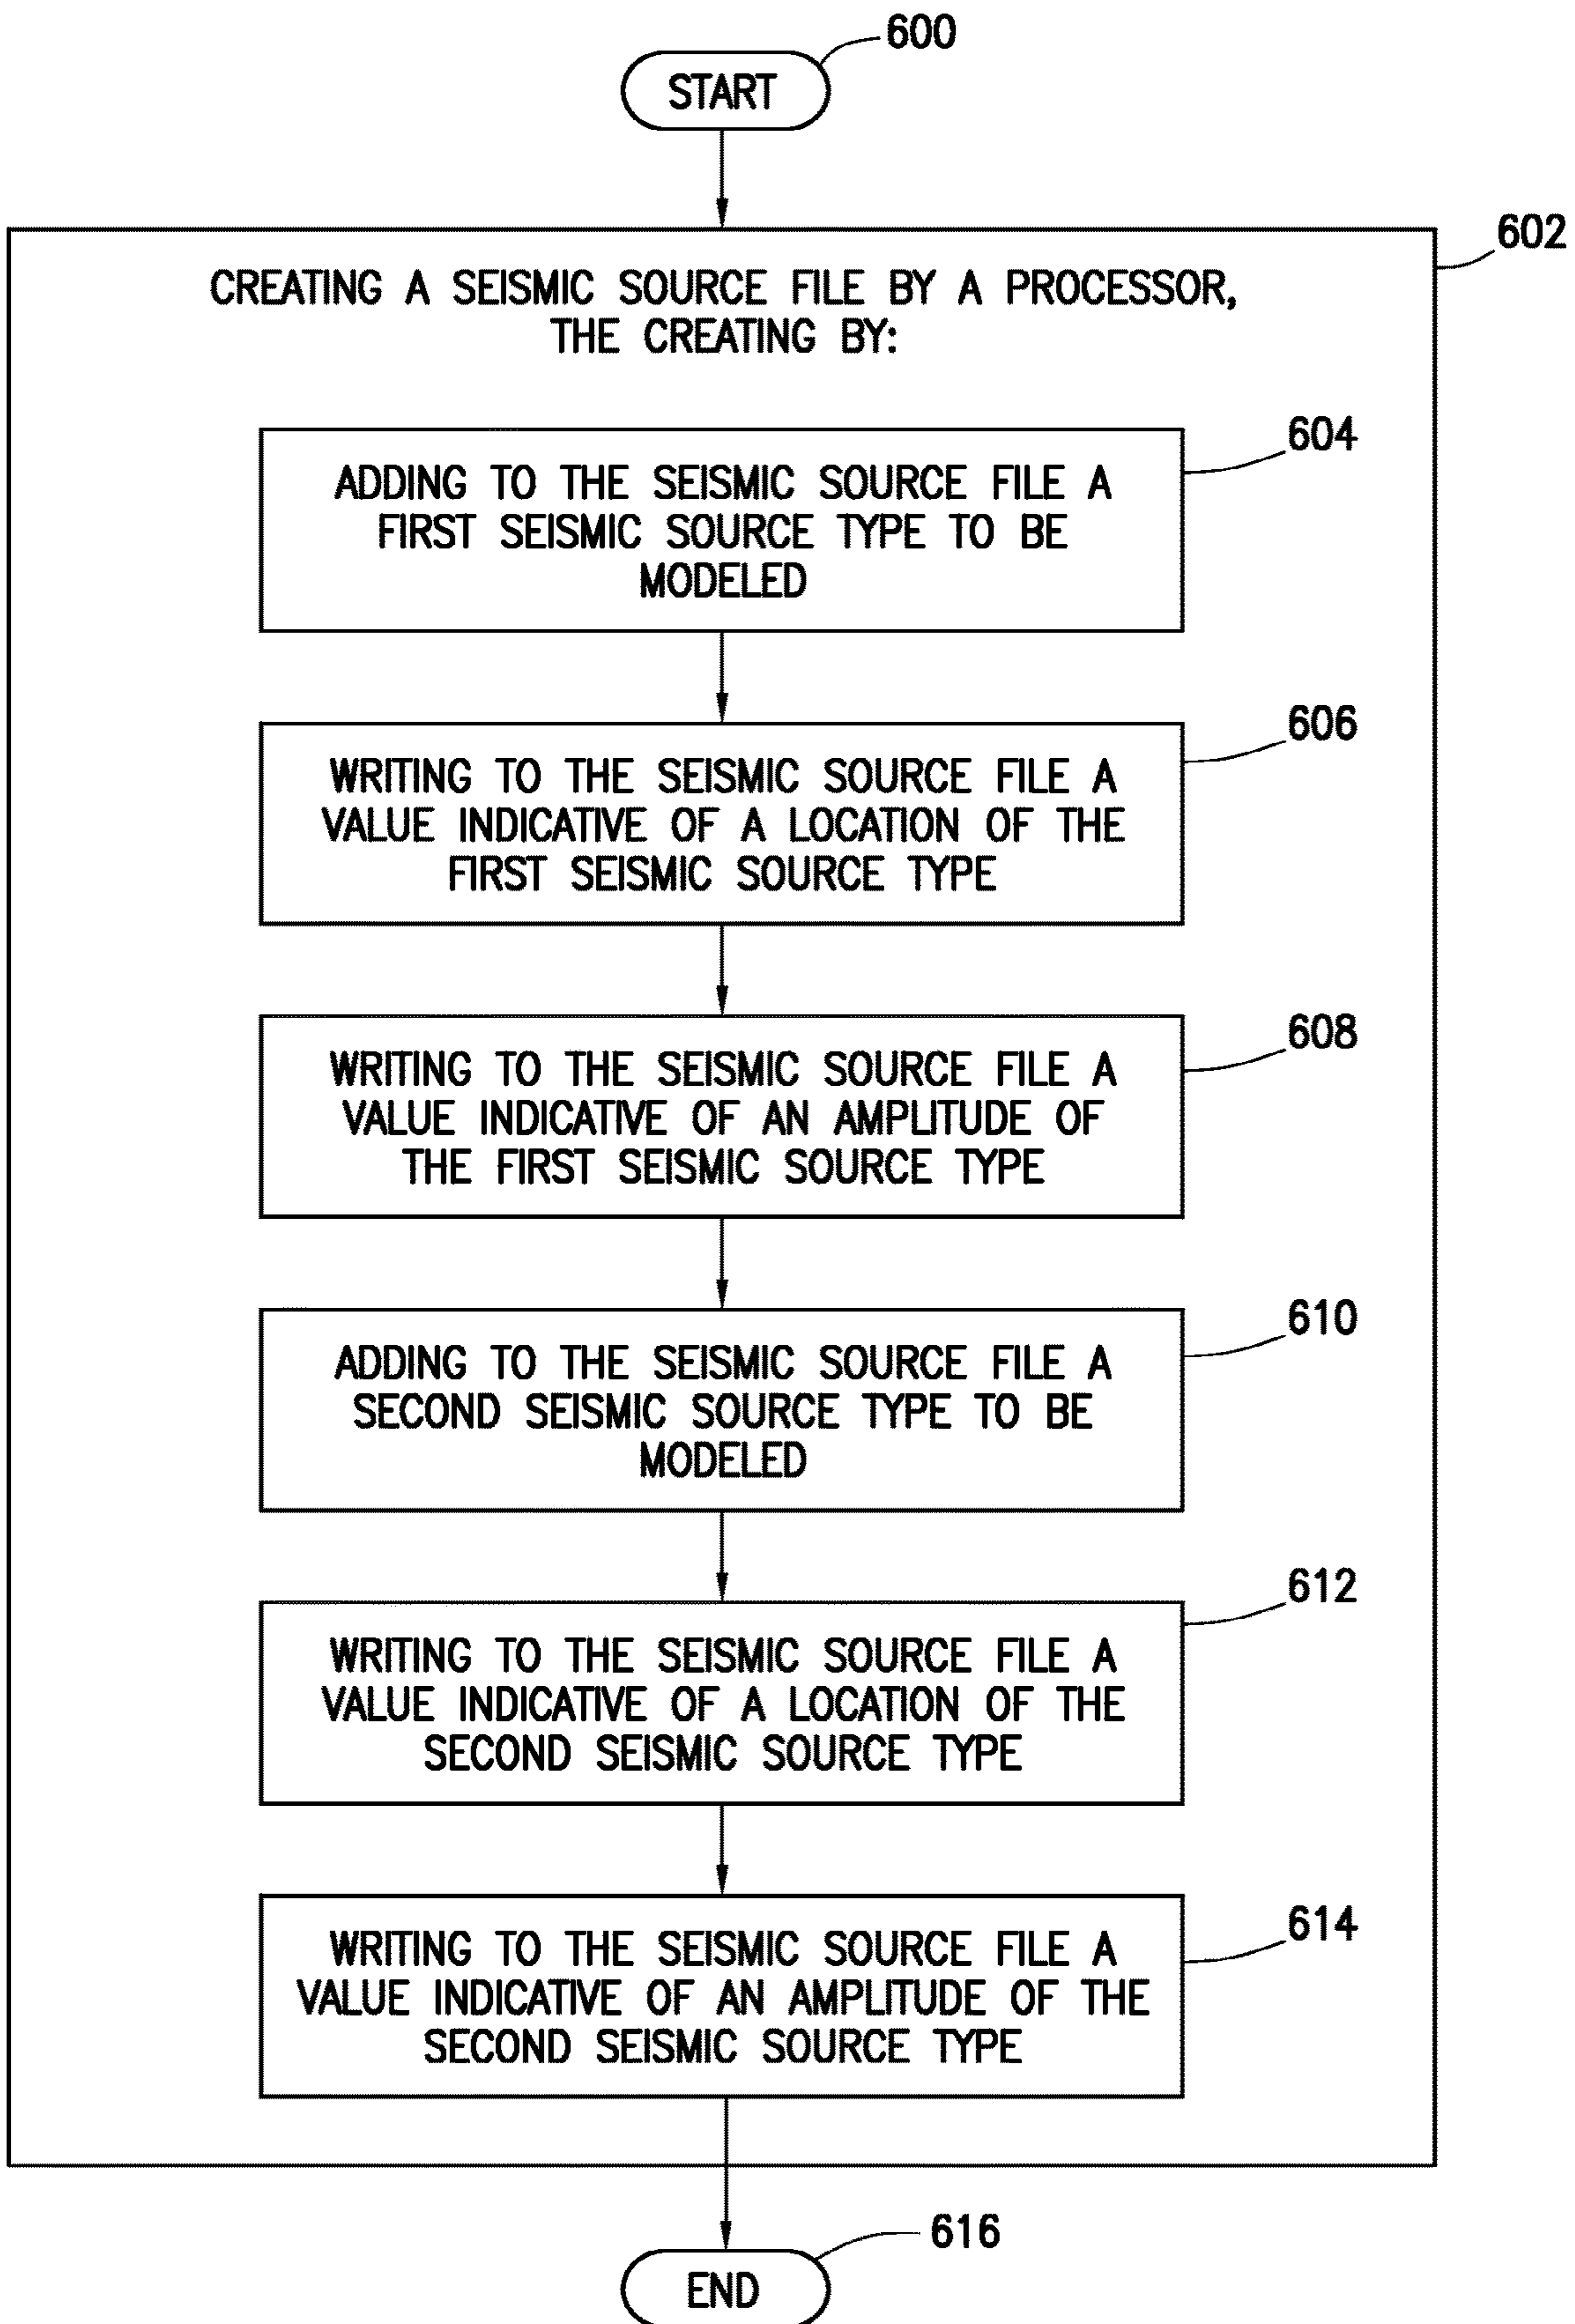 600
START
602
CREATING A SEISMIC SOURCE FILE BY A PROCESSOR,
THE CREATING BY:
604
ADDING TO THE SEISMIC SOURCE FILE A
FIRST SEISMIC SOURCE TYPE TO BE
MODELED
606
WRITING TO THE SEISMIC SOURCE FILE A
VALUE INDICATIVE OF A LOCATION OF THE
FIRST SEISMIC SOURCE TYPE
608
WRITING TO THE SEISMIC SOURCE FILE A
VALUE INDICATIVE OF AN AMPLITUDE OF
THE FIRST SEISMIC SOURCE TYPE
610
ADDING TO THE SEISMIC SOURCE FILE A
SECOND SEISMIC SOURCE TYPE TO BE
MODELED
612
WRITING TO THE SEISMIC SOURCE FILE A
VALUE INDICATIVE OF A LOCATION OF THE
SECOND SEISMIC SOURCE TYPE
614
WRITING TO THE SEISMIC SOURCE FILE A
VALUE INDICATIVE OF AN AMPLITUDE OF THE
SECOND SEISMIC SOURCE TYPE
616
END